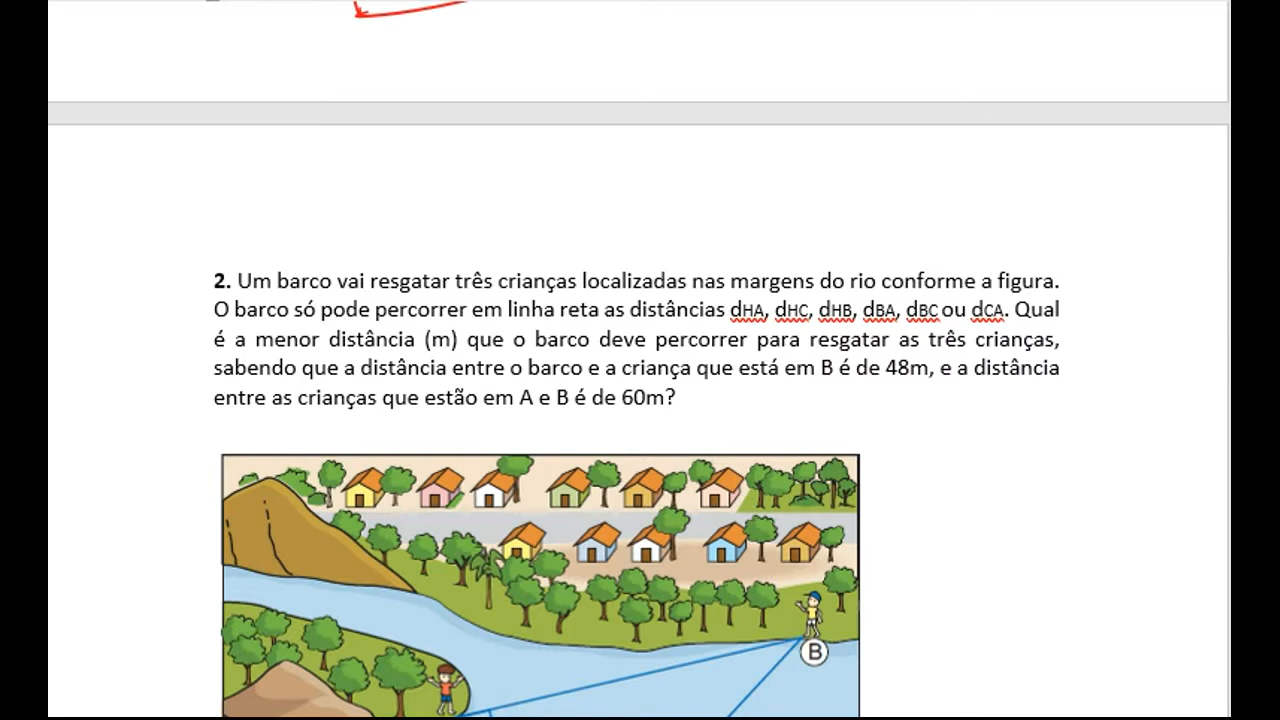 2. Um barco vai resgatar três crianças localizadas nas margens do rio conforme a figura.
O barco só pode percorrer em linha reta as distâncias dHA, dHC, dHB, dBA, dBC ou dCA. Qual
é a menor distância (m) que o barco deve percorrer para resgatar as três crianças,
sabendo que a distância entre o barco e a criança que está em B é de 48m, e a distância
entre as crianças que estão em A e B é de 60m?
B